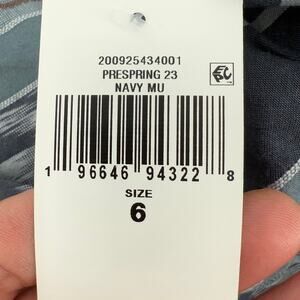 200925434001
PRESPRING 23
NAVY MU
1 96646 94322 8
SIZE
6